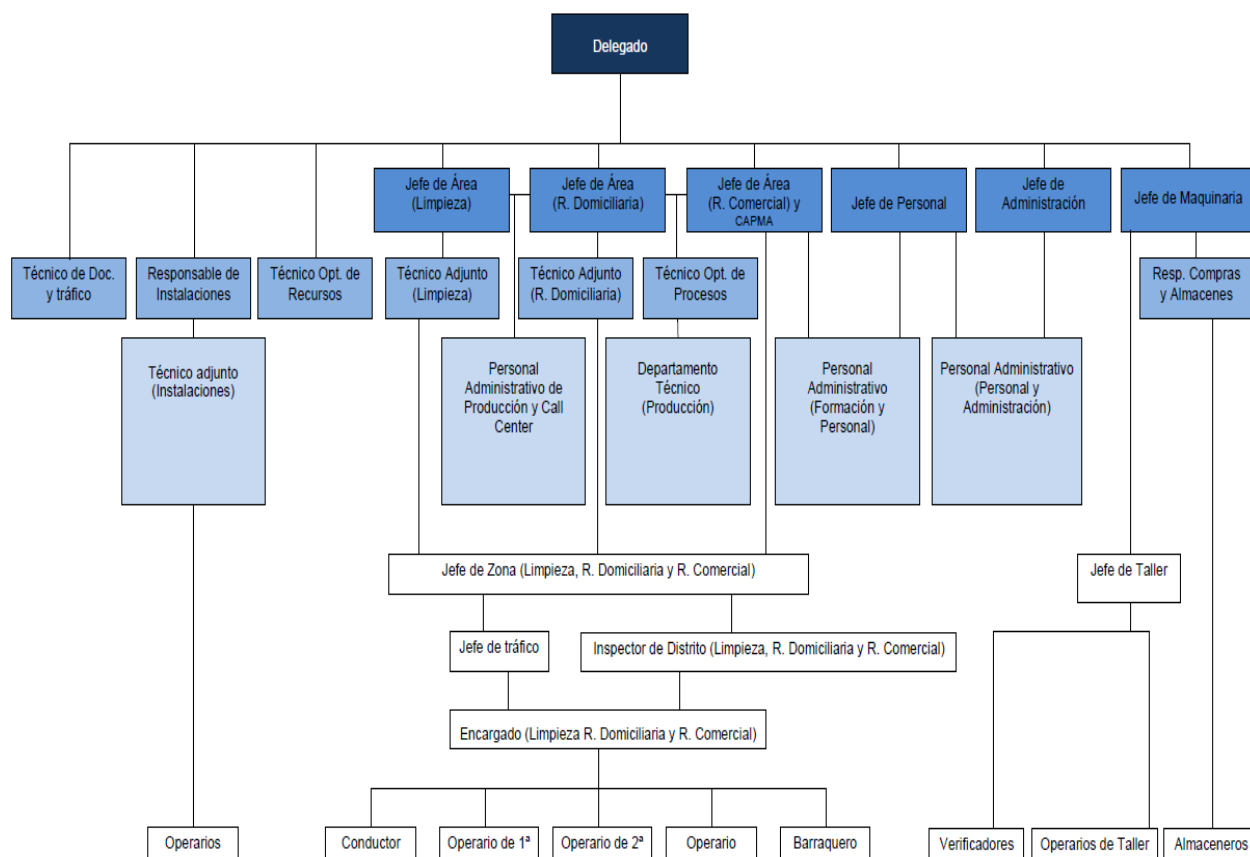 Delegado
Jefe de Área
(Limpieza)
Jefe de Área
(R. Domiciliaria)
Jefe de Área
(R. Comercial) y
CAPMA
Jefe de Personal
Jefe de
Administración
Jefe de Maquinaria
Técnico de Doc.
y tráfico
Responsable de
Instalaciones
Técnico Opt. de
Recursos
Técnico Adjunto
(Limpieza)
Técnico Adjunto
(R. Domiciliaria)
Técnico Opt. de
Procesos
Resp. Compras
y Almacenes
Técnico adjunto
(Instalaciones)
Personal
Administrativo de
Producción y Call
Center
Departamento
Técnico
(Producción)
Personal
Administrativo
(Formación y
Personal)
Personal Administrativo
(Personal y
Administración)
Jefe de Zona (Limpieza, R. Domiciliaria y R. Comercial)
Jefe de Taller
Jefe de tráfico
Inspector de Distrito (Limpieza, R. Domiciliaria y R. Comercial)
Encargado (Limpieza R. Domiciliaria y R. Comercial)
Operarios
Conductor
Operario de 1ª
Operario de 2ª
Operario
Barraquero
Verificadores
Operarios de Taller
Almaceneros